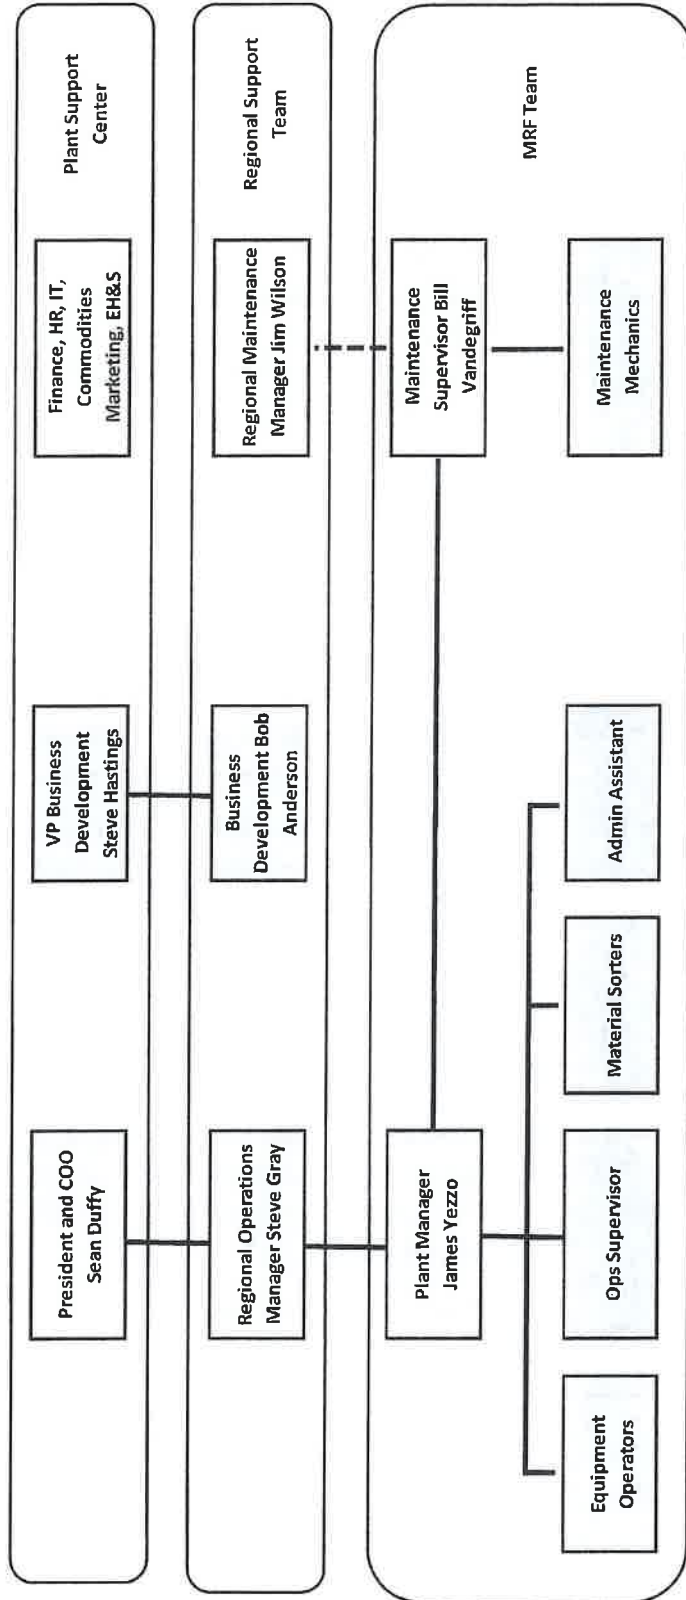 President and COO
Sean Duffy
VP Business
Development
Steve Hastings
Finance, HR, IT,
Commodities
Marketing, EH&S
Plant Support
Center
Regional Operations
Manager Steve Gray
Business
Development Bob
Anderson
Regional Maintenance
Manager Jim Wilson
Regional Support
Team
Plant Manager
James Yezzo
Maintenance
Supervisor Bill
Vandegriff
MRF Team
Equipment
Operators
Ops Supervisor
Material Sorters
Admin Assistant
Maintenance
Mechanics